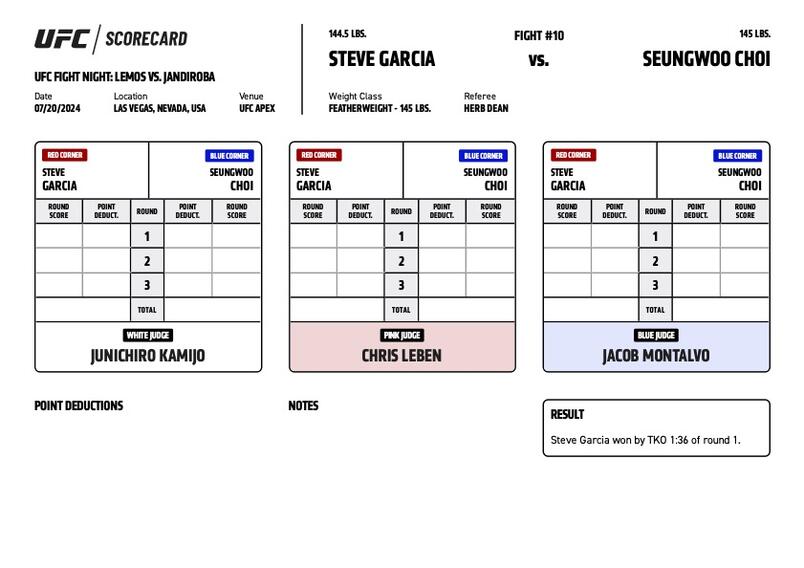 UFC SCORECARD
UFC FIGHT NIGHT: LEMOS VS. JANDIROBA
Date Location Venue
07/20/2024 LAS VEGAS, NEVADA, USA UFC APEX
144.5 LBS. FIGHT #10 145 LBS.
STEVE GARCIA VS. SEUNGWOO CHOI
Weight Class Referee
FEATHERWEIGHT - 145 LBS. HERB DEAN
RED CORNER BLUE CORNER
STEVE SEUNGWOO
GARCIA CHOI
ROUND SCORE POINT DEDUCT. ROUND POINT DEDUCT. ROUND SCORE
1
2
3
TOTAL
WHITE JUDGE
JUNICHIRO KAMIJO
RED CORNER BLUE CORNER
STEVE SEUNGWOO
GARCIA CHOI
ROUND SCORE POINT DEDUCT. ROUND POINT DEDUCT. ROUND SCORE
1
2
3
TOTAL
PINK JUDGE
CHRIS LEBEN
RED CORNER BLUE CORNER
STEVE SEUNGWOO
GARCIA CHOI
ROUND SCORE POINT DEDUCT. ROUND POINT DEDUCT. ROUND SCORE
1
2
3
TOTAL
BLUE JUDGE
JACOB MONTALVO
POINT DEDUCTIONS
NOTES
RESULT
Steve Garcia won by TKO 1:36 of round 1.